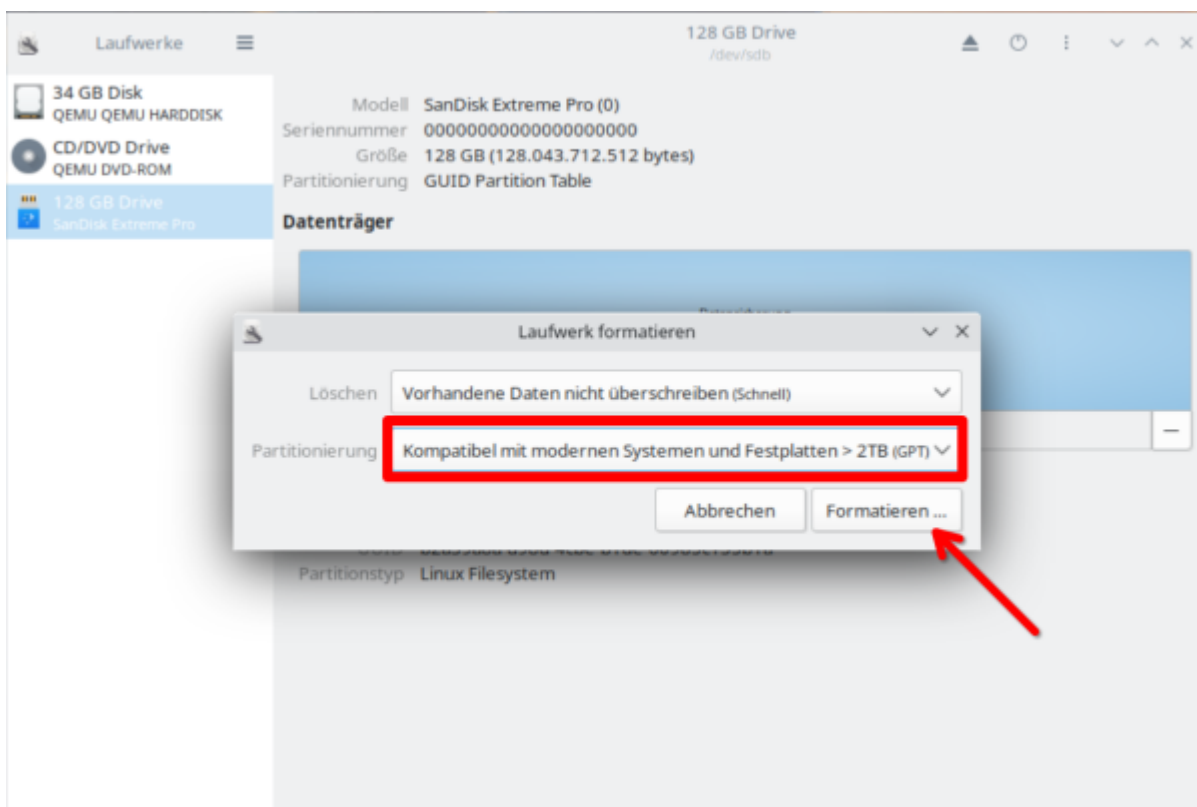 Laufwerke
128 GB Drive
/dev/sdb
34 GB Disk
QEMU QEMU HARDDISK
CD/DVD Drive
QEMU DVD-ROM
128 GB Drive
SanDisk Extreme Pro
Modell SanDisk Extreme Pro (0)
Seriennummer 00000000000000000000
Größe 128 GB (128.043.712.512 bytes)
Partitionierung GUID Partition Table
Datenträger
Laufwerk formatieren
Löschen Vorhandene Daten nicht überschreiben (Schnell)
Partitionierung Kompatibel mit modernen Systemen und Festplatten > 2TB (GPT)
Abbrechen Formatieren ...
Partitionstyp Linux Filesystem